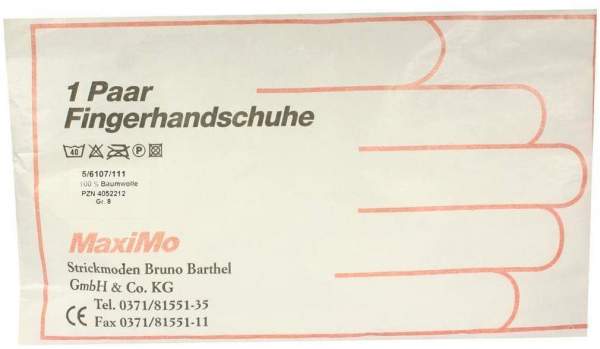 1 Paar
Fingerhandschuhe
40 P
5/6107/111
100 % Baumwolle
PZN 4052212
Gr. 8
MaxiMo
Strickmoden Bruno Barthel
GmbH & Co. KG
Tel. 0371/81551-35
CE Fax 0371/81551-11